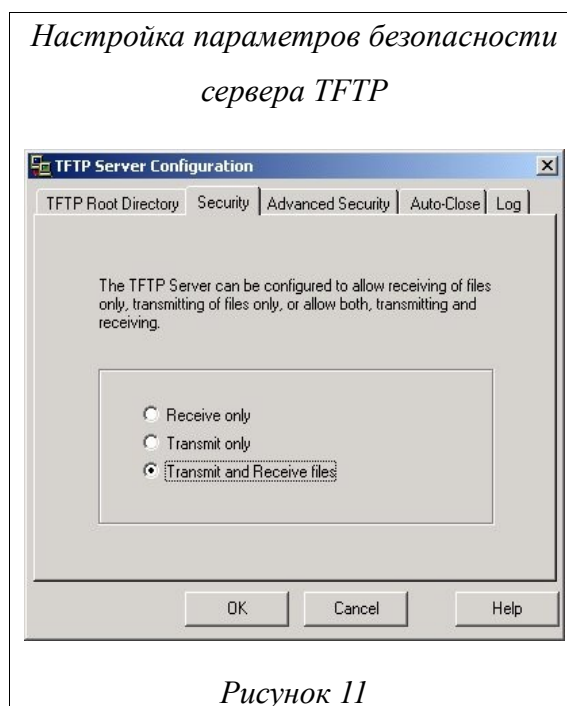 Настройка параметров безопасности
сервера TFTP
TFTP Server Configuration
TFTP Root Directory Security Advanced Security Auto-Close Log
The TFTP Server can be configured to allow receiving of files
only, transmitting of files only, or allow both, transmitting and
receiving.
Receive only
Transmit only
Transmit and Receive files
OK Cancel Help
Рисунок 11